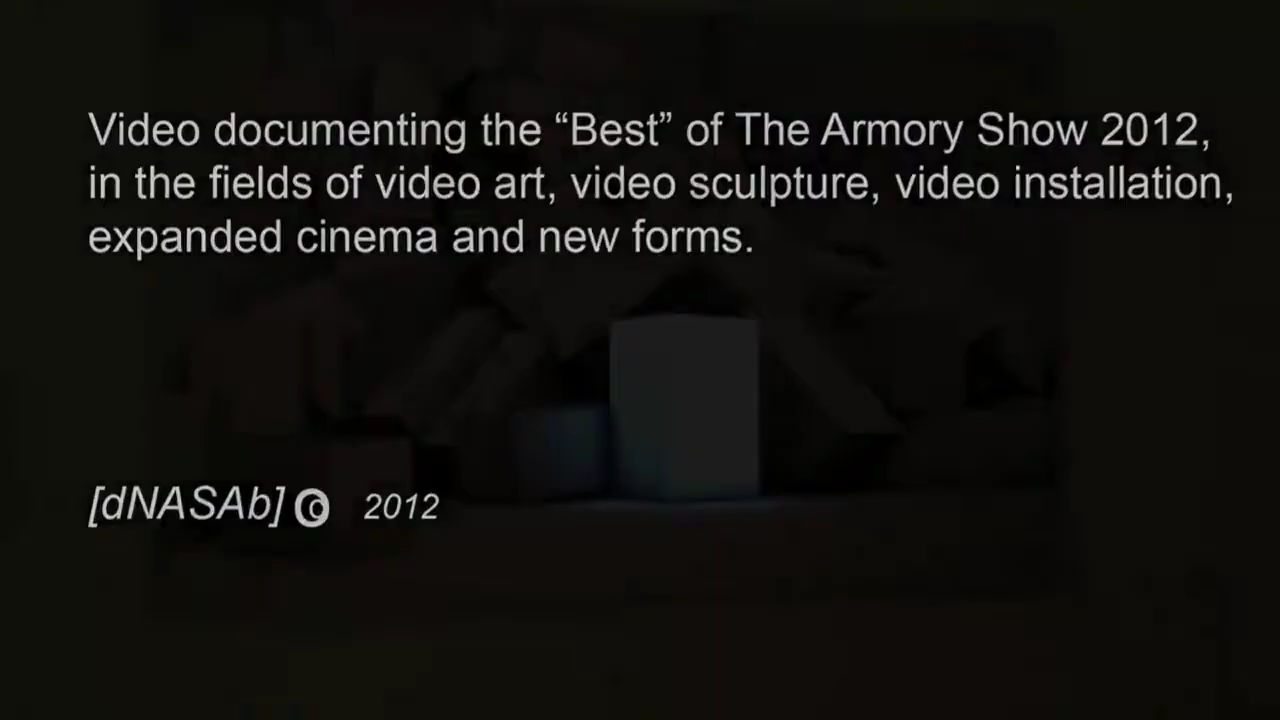 Video documenting the “Best” of The Armory Show 2012,
in the fields of video art, video sculpture, video installation,
expanded cinema and new forms.
[dNASAb]© 2012